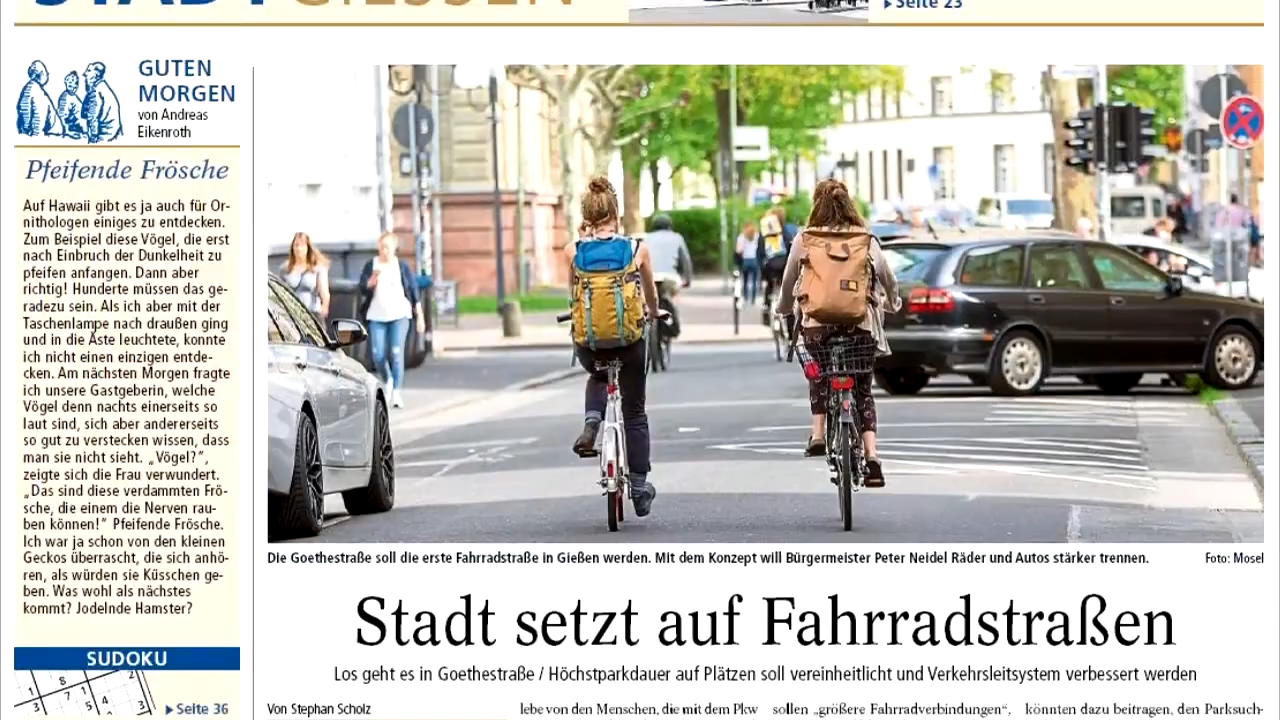 STADT GIESSEN
▸ Seite 23
GUTEN
MORGEN
von Andreas
Eikenroth
Pfeifende Frösche
Auf Hawaii gibt es ja auch für Or-
nithologen einiges zu entdecken.
Zum Beispiel diese Vögel, die erst
nach Einbruch der Dunkelheit zu
pfeifen anfangen. Dann aber
richtig! Hunderte müssen das ge-
radezu sein. Als ich aber mit der
Taschenlampe nach draußen ging
und in die Äste leuchtete, konnte
ich nicht einen einzigen entde-
cken. Am nächsten Morgen fragte
ich unsere Gastgeberin, welche
Vögel denn nachts einerseits so
laut sind, sich aber andererseits
so gut zu verstecken wissen, dass
man sie nicht sieht. „Vögel?“,
zeigte sich die Frau verwundert.
„Das sind diese verdammten Frö-
sche, die einem die Nerven rau-
ben können!“ Pfeifende Frösche.
Ich war ja schon von den kleinen
Geckos überrascht, die sich anhö-
ren, als würden sie Küsschen ge-
ben. Was wohl als nächstes
kommt? Jodelnde Hamster?
SUDOKU
▸ Seite 36
Die Goethestraße soll die erste Fahrradstraße in Gießen werden. Mit dem Konzept will Bürgermeister Peter Neidel Räder und Autos stärker trennen.
Foto: Mosel
Stadt setzt auf Fahrradstraßen
Los geht es in Goethestraße / Höchstparkdauer auf Plätzen soll vereinheitlicht und Verkehrsleitsystem verbessert werden
Von Stephan Scholz
lebe von den Menschen, die mit dem Pkw
sollen „größere Fahrradverbindungen“,
könnten dazu beitragen, den Parksuch-